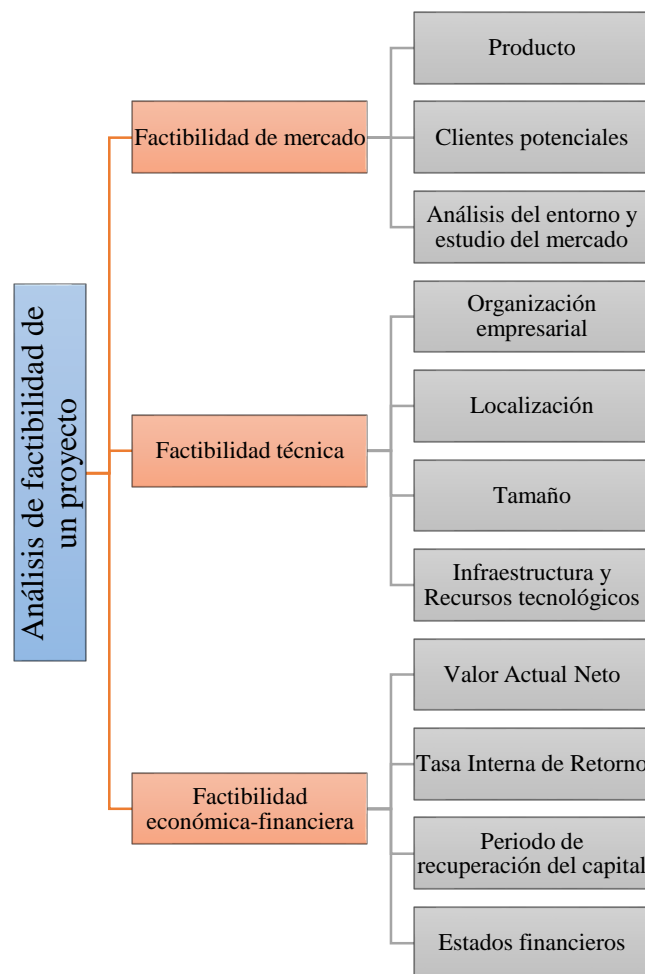 Análisis de factibilidad de
un proyecto
Factibilidad de mercado
Producto
Clientes potenciales
Análisis del entorno y
estudio del mercado
Factibilidad técnica
Organización
empresarial
Localización
Tamaño
Infraestructura y
Recursos tecnológicos
Factibilidad
económica-financiera
Valor Actual Neto
Tasa Interna de Retorno
Periodo de
recuperación del capital
Estados financieros